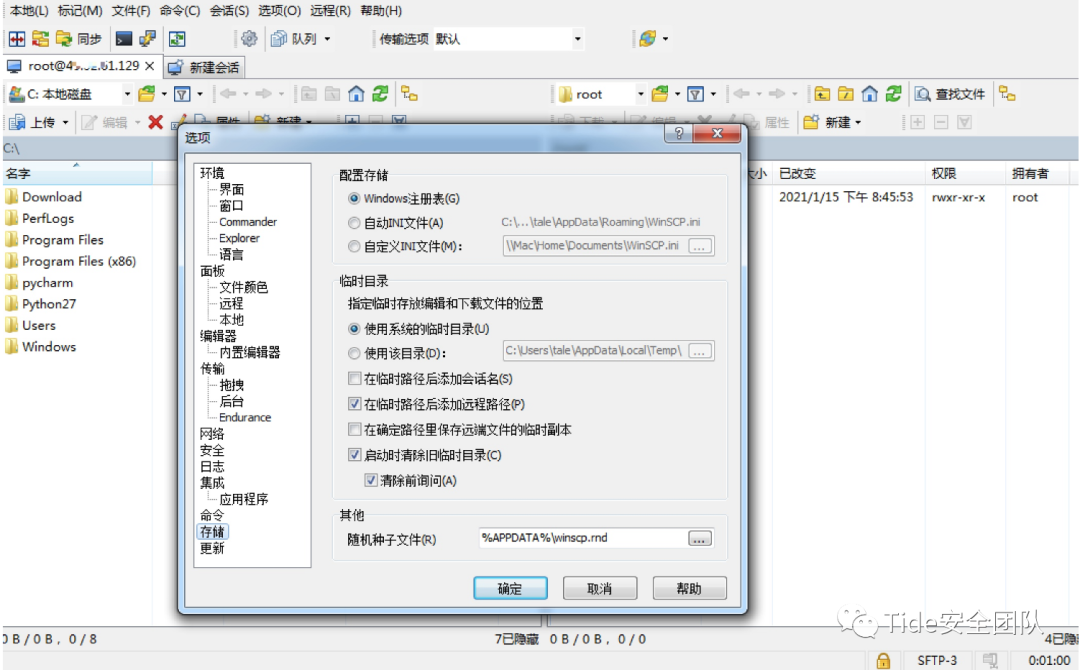 本地(L) 标记(M) 文件(F) 命令(C) 会话(S) 选项(O) 远程(R) 帮助(H)
同步 队列 传输选项 默认
root@49. .129 × 新建会话
C: 本地磁盘 root 查找文件
上传 编辑 属性 新建 属性 新建
C:\
名字 大小 已改变 权限 拥有者
2021/1/15 下午 8:45:53 rwxr-xr-x root
Download
PerfLogs
Program Files
Program Files (x86)
pycharm
Python27
Users
Windows
选项
环境
界面
窗口
Commander
Explorer
语言
面板
文件颜色
远程
本地
编辑器
内置编辑器
传输
拖拽
后台
Endurance
网络
安全
日志
集成
应用程序
命令
存储
更新
配置存储
Windows注册表(G)
自动INI文件(A) C:\...\tale\AppData\Roaming\WinSCP.ini
自定义INI文件(M): \\Mac\Home\Documents\WinSCP.ini ...
临时目录
指定临时存放编辑和下载文件的位置
使用系统的临时目录(U)
使用该目录(D): C:\Users\tale\AppData\Local\Temp\ ...
在临时路径后添加会话名(S)
在临时路径后添加远程路径(P)
在确定路径里保存远端文件的临时副本
启动时清除旧临时目录(C)
清除前询问(A)
其他
随机种子文件(R) %APPDATA%\winscp.rnd ...
确定 取消 帮助
Tide安全团队
0 B / 0 B, 0 / 8 7已隐藏 0 B / 0 B, 0 / 0 4已隐
SFTP-3 0:01:00